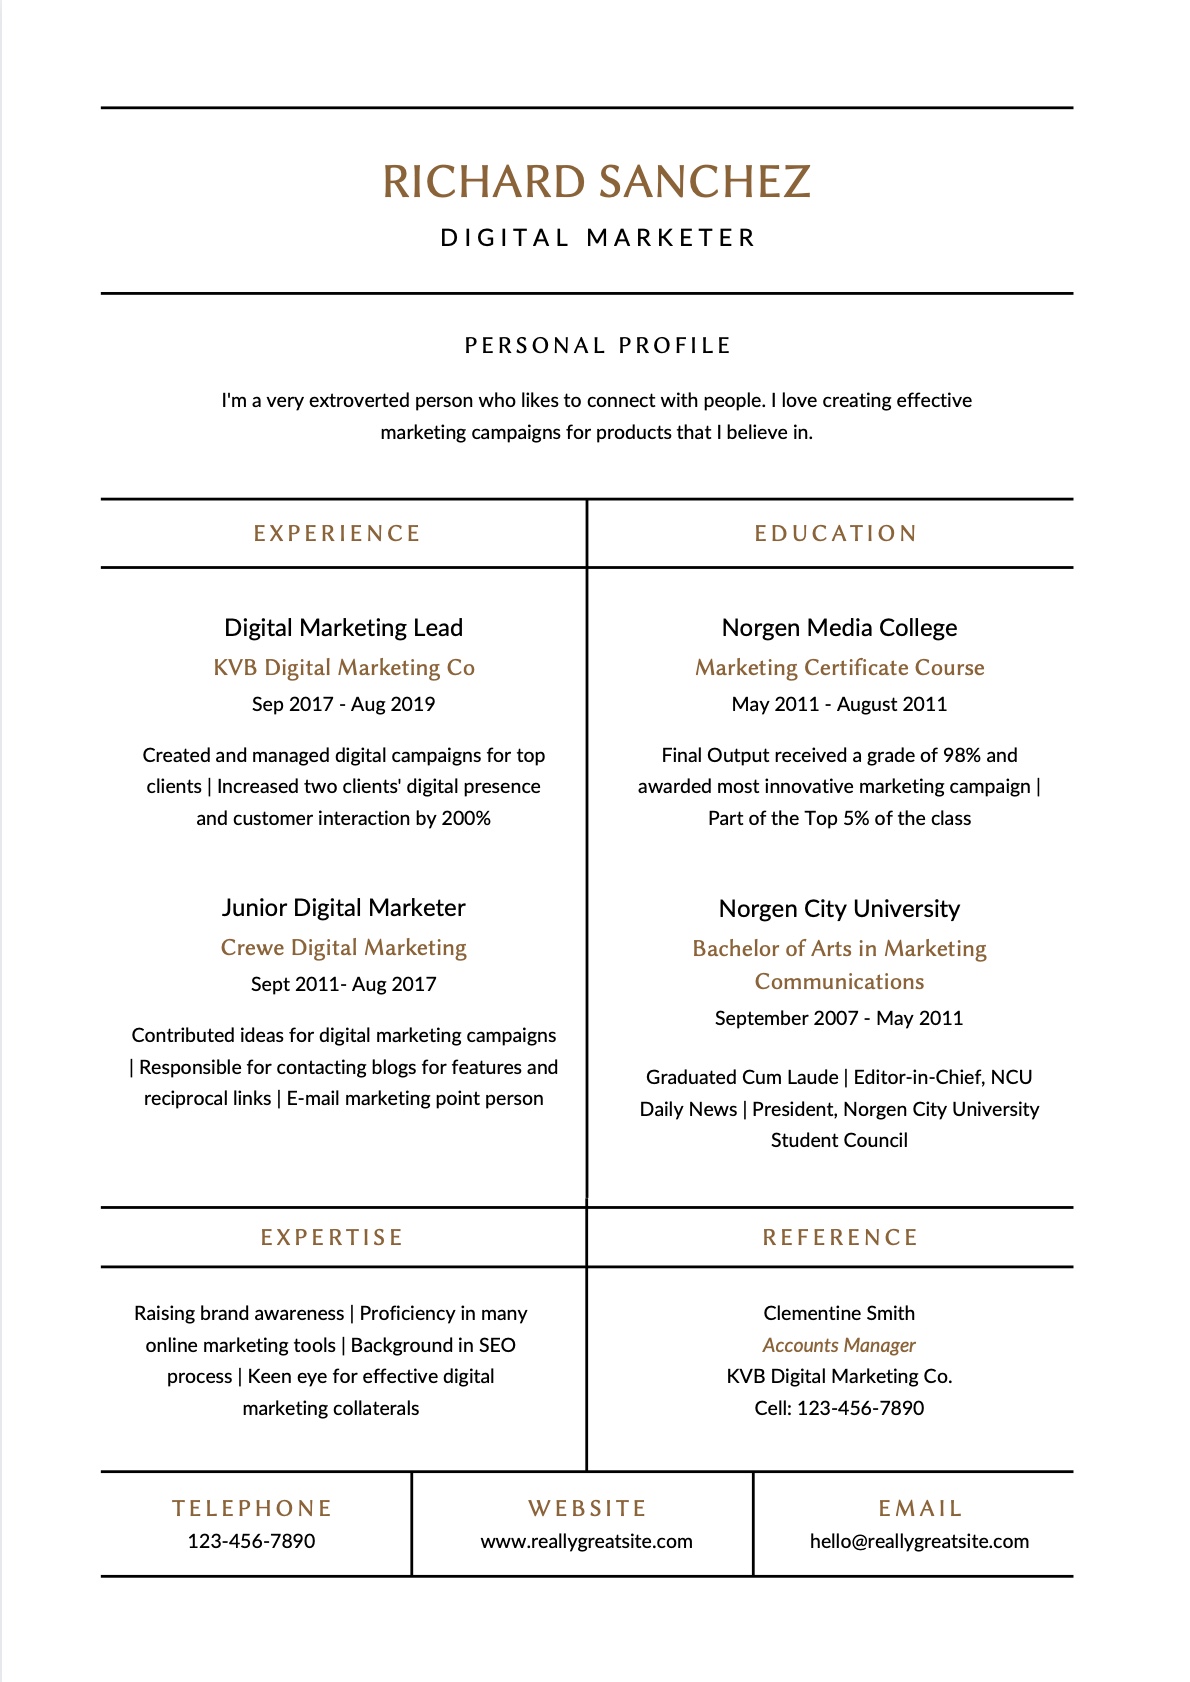 RICHARD SANCHEZ
DIGITAL MARKETER
PERSONAL PROFILE
I'm a very extroverted person who likes to connect with people. I love creating effective
marketing campaigns for products that I believe in.
EXPERIENCE
Digital Marketing Lead
KVB Digital Marketing Co
Sep 2017 - Aug 2019
Created and managed digital campaigns for top
clients | Increased two clients' digital presence
and customer interaction by 200%
Junior Digital Marketer
Crewe Digital Marketing
Sept 2011- Aug 2017
Contributed ideas for digital marketing campaigns
| Responsible for contacting blogs for features and
reciprocal links | E-mail marketing point person
EDUCATION
Norgen Media College
Marketing Certificate Course
May 2011 - August 2011
Final Output received a grade of 98% and
awarded most innovative marketing campaign |
Part of the Top 5% of the class
Norgen City University
Bachelor of Arts in Marketing
Communications
September 2007 - May 2011
Graduated Cum Laude | Editor-in-Chief, NCU
Daily News | President, Norgen City University
Student Council
EXPERTISE
Raising brand awareness | Proficiency in many
online marketing tools | Background in SEO
process | Keen eye for effective digital
marketing collaterals
REFERENCE
Clementine Smith
Accounts Manager
KVB Digital Marketing Co.
Cell: 123-456-7890
TELEPHONE
123-456-7890
WEBSITE
www.reallygreatsite.com
EMAIL
hello@reallygreatsite.com